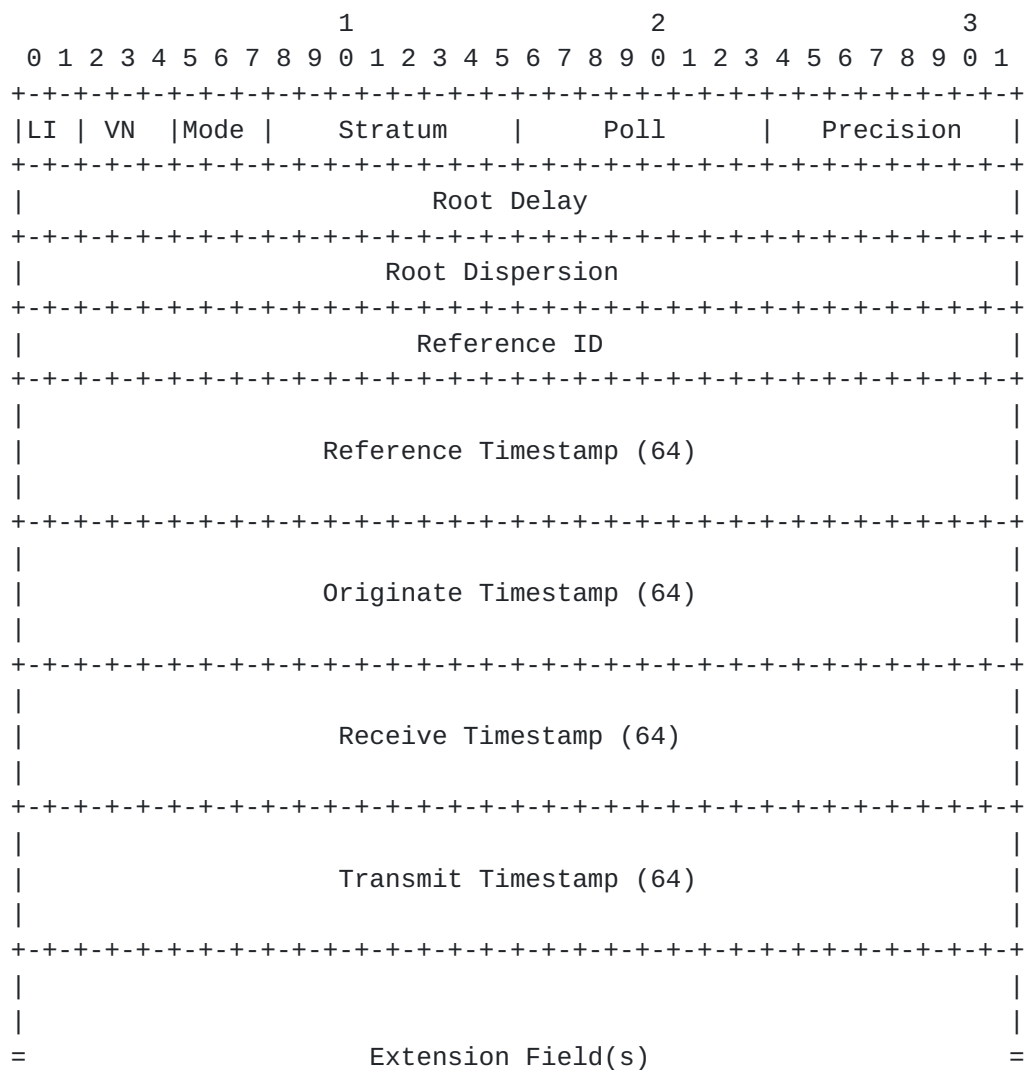 1                   2                   3
 0 1 2 3 4 5 6 7 8 9 0 1 2 3 4 5 6 7 8 9 0 1 2 3 4 5 6 7 8 9 0 1
+-+-+-+-+-+-+-+-+-+-+-+-+-+-+-+-+-+-+-+-+-+-+-+-+-+-+-+-+-+-+-+-+
|LI | VN  |Mode |    Stratum    |     Poll      |   Precision   |
+-+-+-+-+-+-+-+-+-+-+-+-+-+-+-+-+-+-+-+-+-+-+-+-+-+-+-+-+-+-+-+-+
|                          Root Delay                           |
+-+-+-+-+-+-+-+-+-+-+-+-+-+-+-+-+-+-+-+-+-+-+-+-+-+-+-+-+-+-+-+-+
|                       Root Dispersion                         |
+-+-+-+-+-+-+-+-+-+-+-+-+-+-+-+-+-+-+-+-+-+-+-+-+-+-+-+-+-+-+-+-+
|                         Reference ID                          |
+-+-+-+-+-+-+-+-+-+-+-+-+-+-+-+-+-+-+-+-+-+-+-+-+-+-+-+-+-+-+-+-+
|                                                               |
|                   Reference Timestamp (64)                    |
|                                                               |
+-+-+-+-+-+-+-+-+-+-+-+-+-+-+-+-+-+-+-+-+-+-+-+-+-+-+-+-+-+-+-+-+
|                                                               |
|                   Originate Timestamp (64)                    |
|                                                               |
+-+-+-+-+-+-+-+-+-+-+-+-+-+-+-+-+-+-+-+-+-+-+-+-+-+-+-+-+-+-+-+-+
|                                                               |
|                    Receive Timestamp (64)                     |
|                                                               |
+-+-+-+-+-+-+-+-+-+-+-+-+-+-+-+-+-+-+-+-+-+-+-+-+-+-+-+-+-+-+-+-+
|                                                               |
|                    Transmit Timestamp (64)                    |
|                                                               |
+-+-+-+-+-+-+-+-+-+-+-+-+-+-+-+-+-+-+-+-+-+-+-+-+-+-+-+-+-+-+-+-+
|                                                               |
|                                                               |
=                      Extension Field(s)                       =